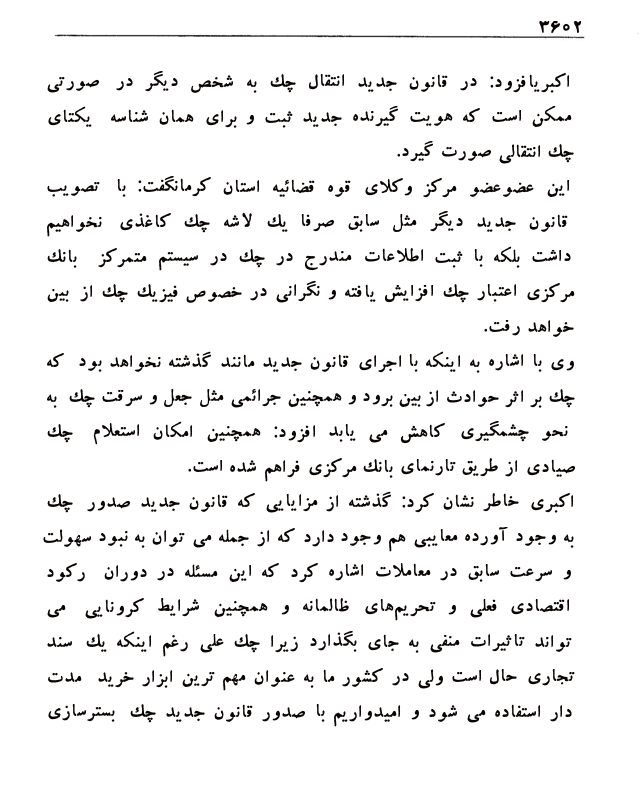 ۳۶۰۲
اکبریافزود: در قانون جدید انتقال چك به شخص دیگر در صورتی
ممکن است که هویت گیرنده جدید ثبت و برای همان شناسه یکتای
چك انتقالی صورت گیرد.
این عضوعضو مرکز وکلای قوه قضائیه استان کرمانگفت: با تصویب
قانون جدید دیگر مثل سابق صرفا یك لاشه چك کاغذی نخواهیم
داشت بلکه با ثبت اطلاعات مندرج در چك در سیستم متمرکز بانك
مرکزی اعتبار چك افزایش یافته و نگرانی در خصوص فیزیك چك از بین
خواهد رفت.
وی با اشاره به اینکه با اجرای قانون جدید مانند گذشته نخواهد بود که
چك بر اثر حوادث از بین برود و همچنین جرائمی مثل جعل و سرقت چك به
نحو چشمگیری کاهش می یابد افزود: همچنین امکان استعلام چك
صیادی از طریق تارنمای بانك مرکزی فراهم شده است.
اکبری خاطر نشان کرد: گذشته از مزایایی که قانون جدید صدور چك
به وجود آورده معایبی هم وجود دارد که از جمله می توان به نبود سهولت
و سرعت سابق در معاملات اشاره کرد که این مسئله در دوران رکود
اقتصادی فعلی و تحریم‌های ظالمانه و همچنین شرایط کرونایی می
تواند تاثیرات منفی به جای بگذارد زیرا چك علی رغم اینکه یك سند
تجاری حال است ولی در کشور ما به عنوان مهم ترین ابزار خرید مدت
دار استفاده می شود و امیدواریم با صدور قانون جدید چك بسترسازی